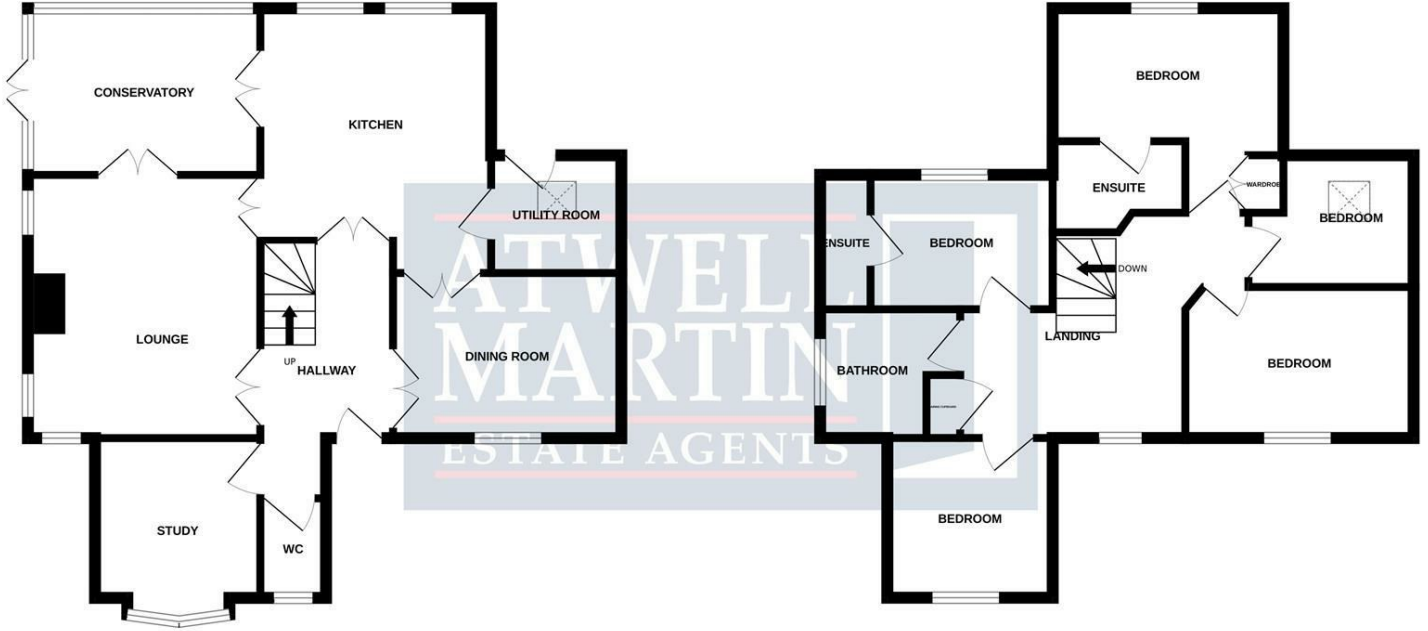 CONSERVATORY
KITCHEN
UTILITY ROOM
LOUNGE
UP
HALLWAY
DINING ROOM
STUDY
WC
BEDROOM
ENSUITE
WARDROBE
BEDROOM
ENSUITE
BEDROOM
DOWN
LANDING
BATHROOM
BEDROOM
BEDROOM
ATWELL
MARTIN
ESTATE AGENTS